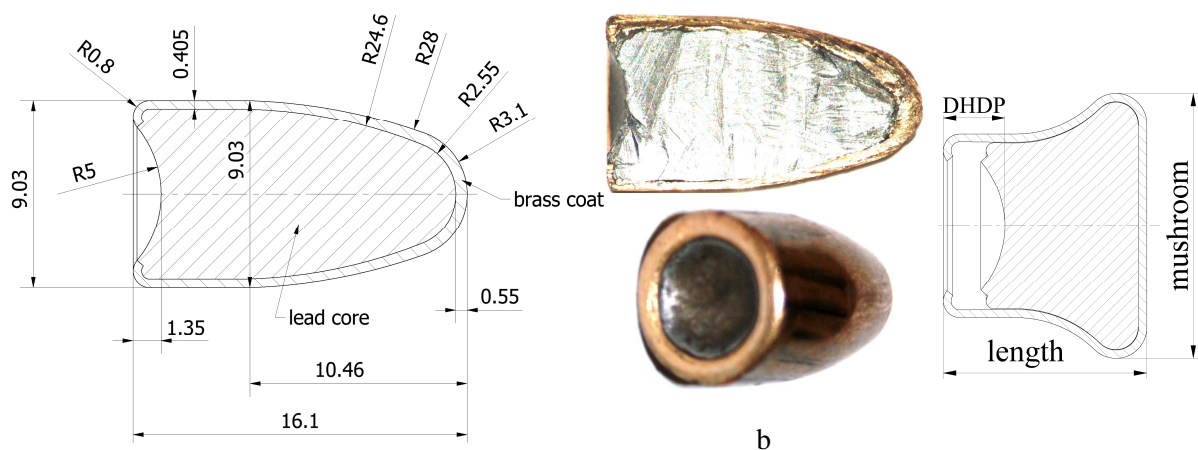 R0.8
0.405
R24.6
R28
R2.55
R3.1
9.03
R5
9.03
brass coat
lead core
0.55
1.35
10.46
16.1
b
DHDP
mushroom
length